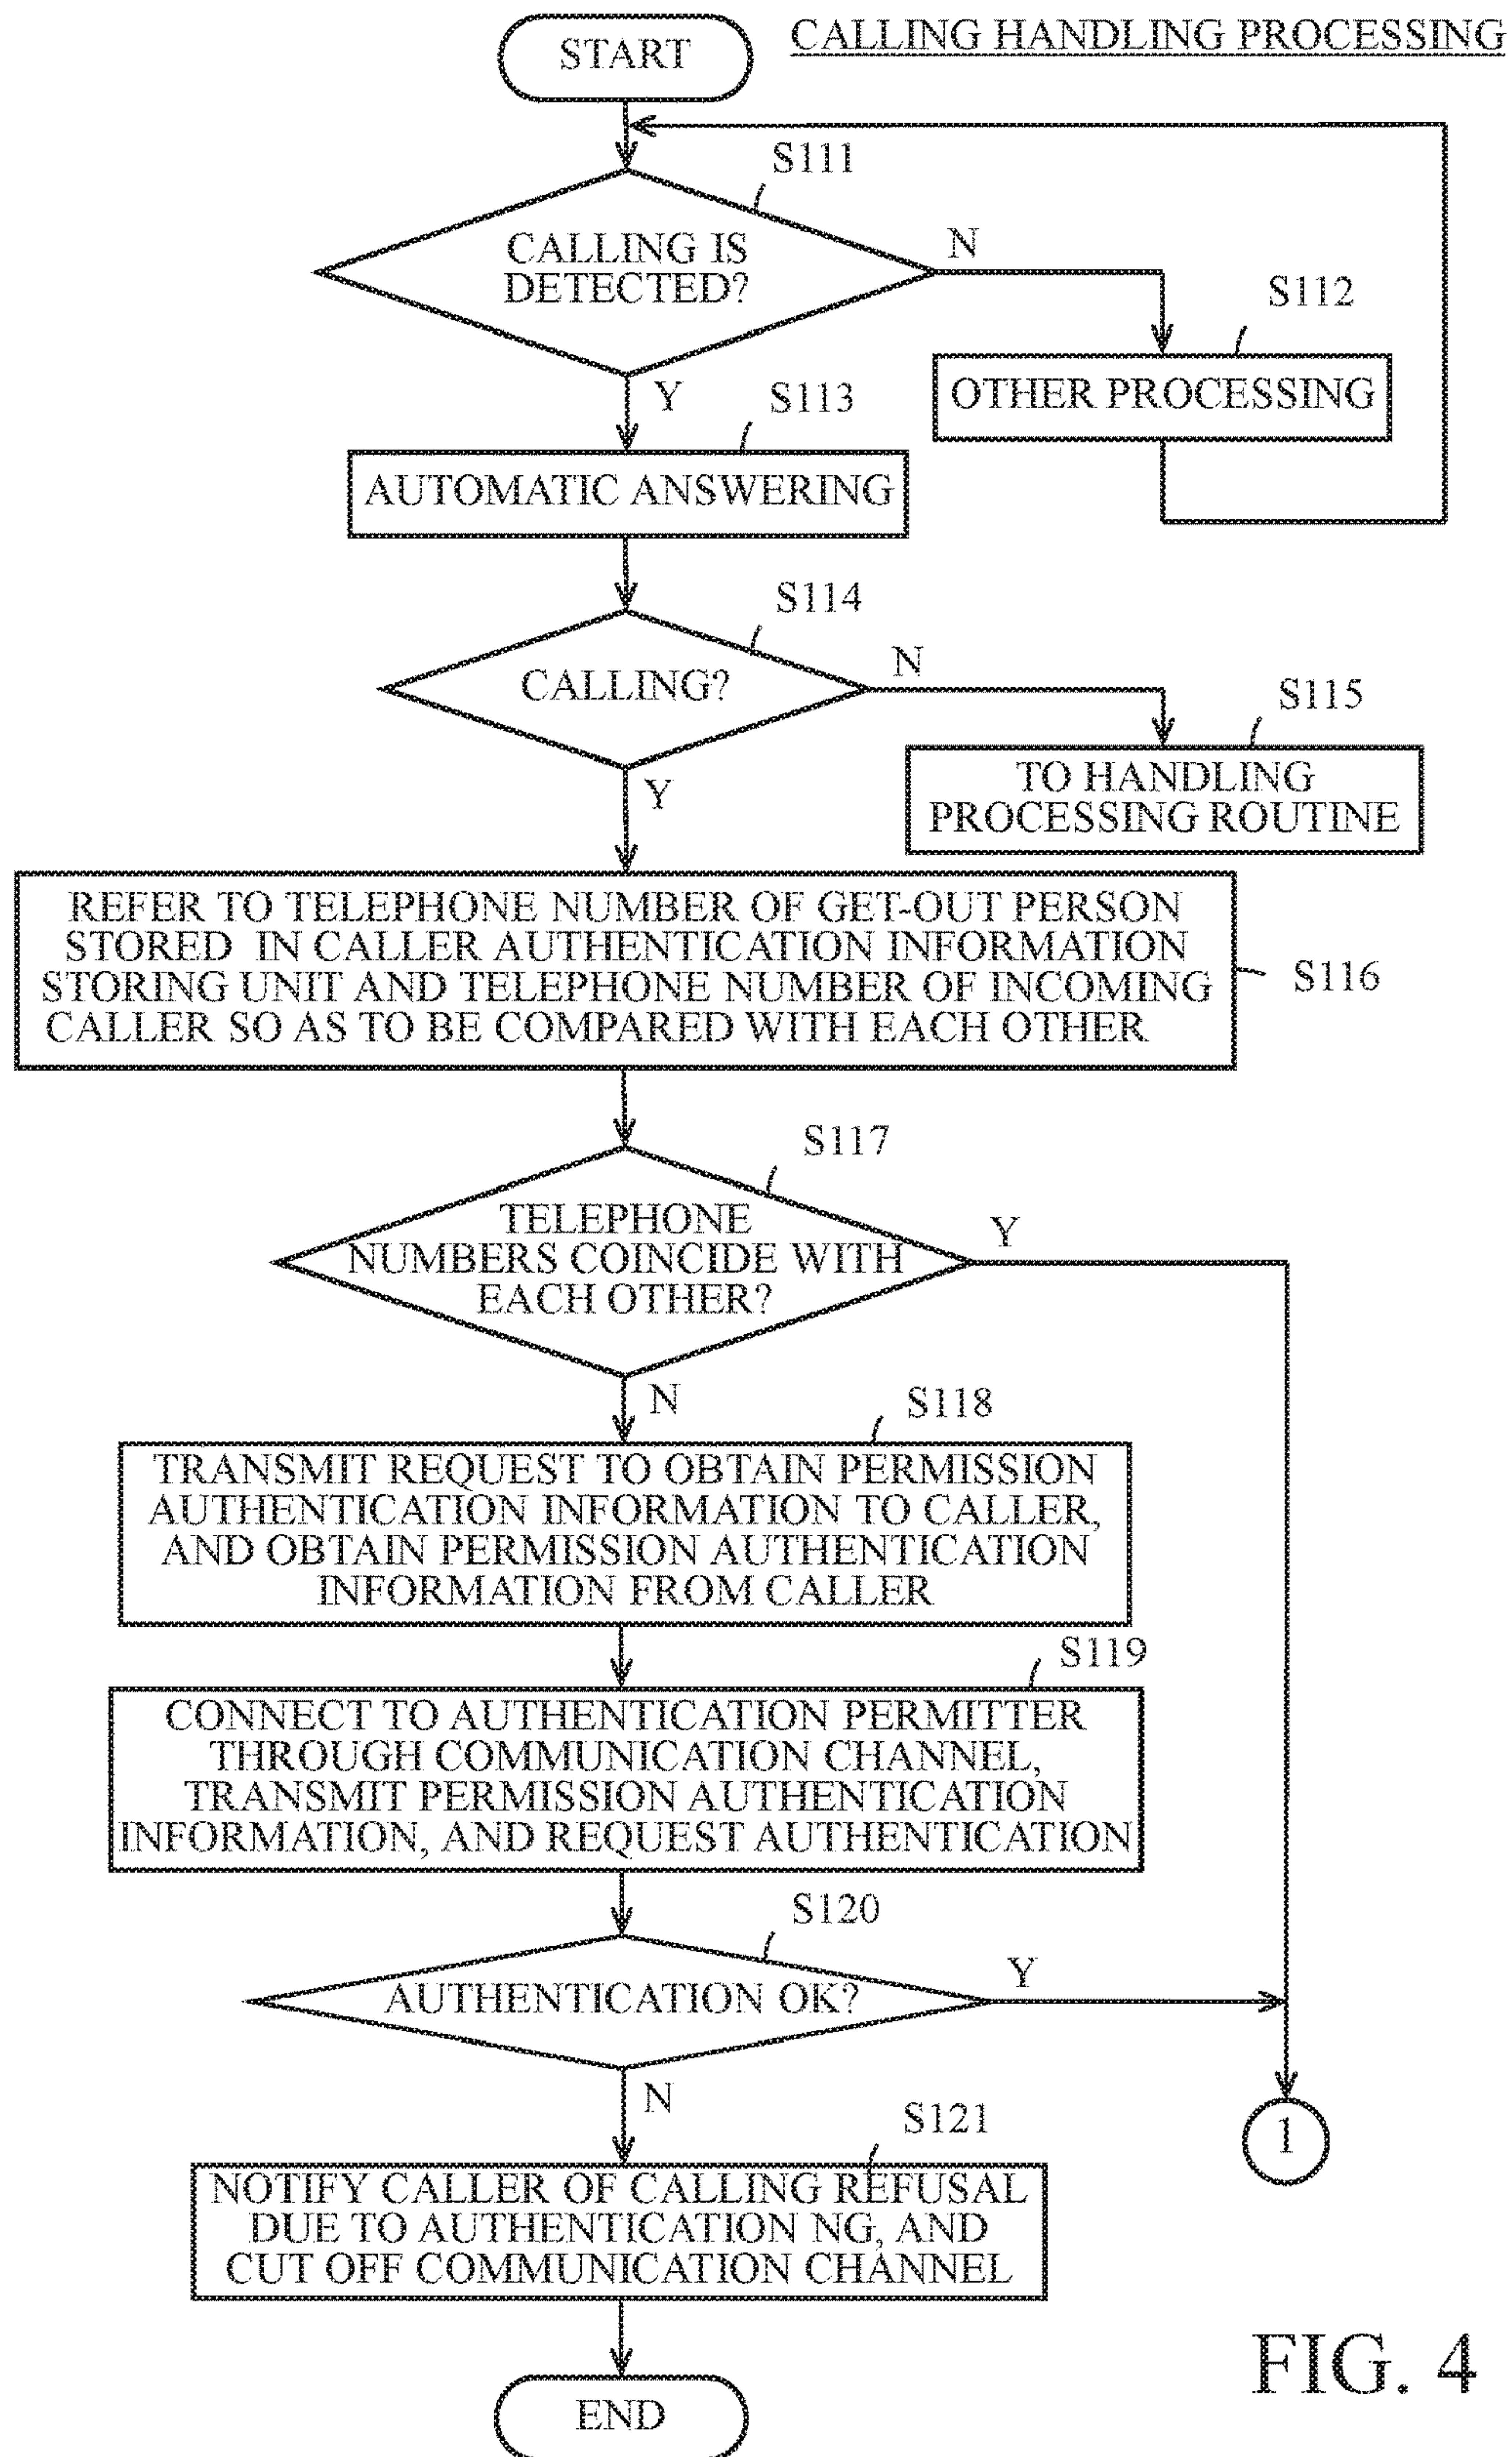 START
CALLING HANDLING PROCESSING
S111
CALLING IS
DETECTED?
N
S112
OTHER PROCESSING
Y
S113
AUTOMATIC ANSWERING
S114
CALLING?
N
S115
TO HANDLING
PROCESSING ROUTINE
Y
REFER TO TELEPHONE NUMBER OF GET-OUT PERSON
STORED IN CALLER AUTHENTICATION INFORMATION
STORING UNIT AND TELEPHONE NUMBER OF INCOMING
CALLER SO AS TO BE COMPARED WITH EACH OTHER
S116
S117
TELEPHONE
NUMBERS COINCIDE WITH
EACH OTHER?
Y
N
S118
TRANSMIT REQUEST TO OBTAIN PERMISSION
AUTHENTICATION INFORMATION TO CALLER,
AND OBTAIN PERMISSION AUTHENTICATION
INFORMATION FROM CALLER
S119
CONNECT TO AUTHENTICATION PERMITTER
THROUGH COMMUNICATION CHANNEL,
TRANSMIT PERMISSION AUTHENTICATION
INFORMATION, AND REQUEST AUTHENTICATION
S120
AUTHENTICATION OK?
Y
N
1
S121
NOTIFY CALLER OF CALLING REFUSAL
DUE TO AUTHENTICATION NG, AND
CUT OFF COMMUNICATION CHANNEL
END
FIG. 4